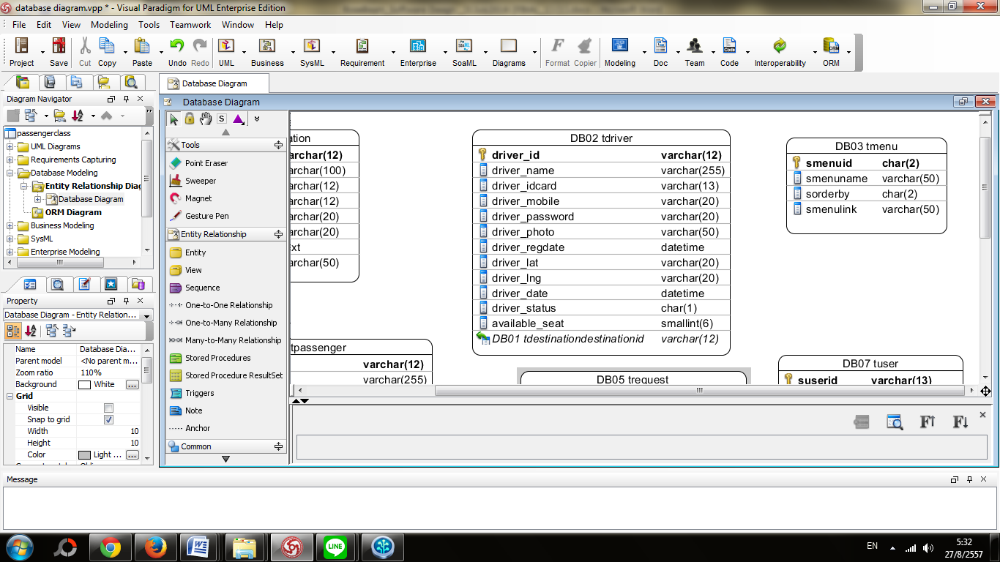 database diagram.vpp * - Visual Paradigm for UML Enterprise Edition
File Edit View Modeling Tools Teamwork Window Help
Project Save Cut Copy Paste Undo Redo UML Business SysML Requirement Enterprise SoaML Diagrams Format Copier Modeling Doc Team Code Interoperability ORM
Database Diagram
Diagram Navigator
passengerclass
UML Diagrams
Requirements Capturing
Database Modeling
Entity Relationship Diag
Database Diagram
ORM Diagram
Business Modeling
SysML
Enterprise Modeling
Property
Database Diagram - Entity Relation...
Name Database Dia...
Parent model <No parent m...
Zoom ratio 110%
Background White ...
Grid
Visible
Snap to grid
Width 10
Height 10
Color Light ... ...
Database Diagram
S
Tools
Point Eraser
Sweeper
Magnet
Gesture Pen
Entity Relationship
Entity
View
Sequence
One-to-One Relationship
One-to-Many Relationship
Many-to-Many Relationship
Stored Procedures
Stored Procedure ResultSet
Triggers
Note
Anchor
Common
ation
archar(12)
archar(100)
archar(12)
archar(12)
archar(20)
archar(20)
ext
archar(50)
tpassenger
varchar(12)
varchar(255)
DB02 tdriver
driver_id varchar(12)
driver_name varchar(255)
driver_idcard varchar(13)
driver_mobile varchar(20)
driver_password varchar(20)
driver_photo varchar(50)
driver_regdate datetime
driver_lat varchar(20)
driver_lng varchar(20)
driver_date datetime
driver_status char(1)
available_seat smallint(6)
DB01 tdestinationdestinationid varchar(12)
DB05 trequest
DB03 tmenu
smenuid char(2)
smenuname varchar(50)
sorderby char(2)
smenulink varchar(50)
DB07 tuser
suserid varchar(13)
Message
LINE
EN
5:32
27/8/2557